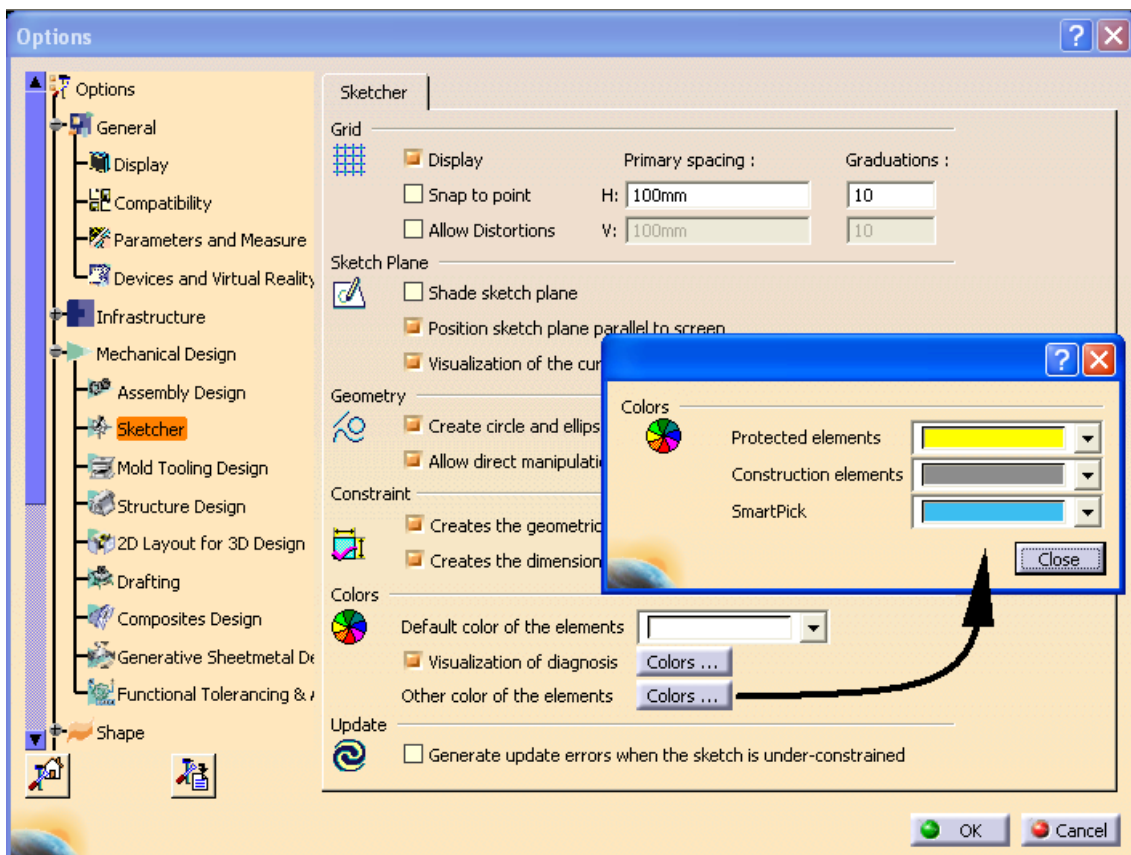 Options
Options
General
Display
Compatibility
Parameters and Measure
Devices and Virtual Reality
Infrastructure
Mechanical Design
Assembly Design
Sketcher
Mold Tooling Design
Structure Design
2D Layout for 3D Design
Drafting
Composites Design
Generative Sheetmetal De
Functional Tolerancing &
Shape
Sketcher
Grid
Display Primary spacing : Graduations :
Snap to point H: 100mm 10
Allow Distortions V: 100mm 10
Sketch Plane
Shade sketch plane
Position sketch plane parallel to screen
Visualization of the cur
Geometry
Create circle and ellips
Allow direct manipulati
Constraint
Creates the geometric
Creates the dimension
Colors
Default color of the elements
Visualization of diagnosis Colors ...
Other color of the elements Colors ...
Update
Generate update errors when the sketch is under-constrained
Colors
Protected elements
Construction elements
SmartPick
Close
OK Cancel